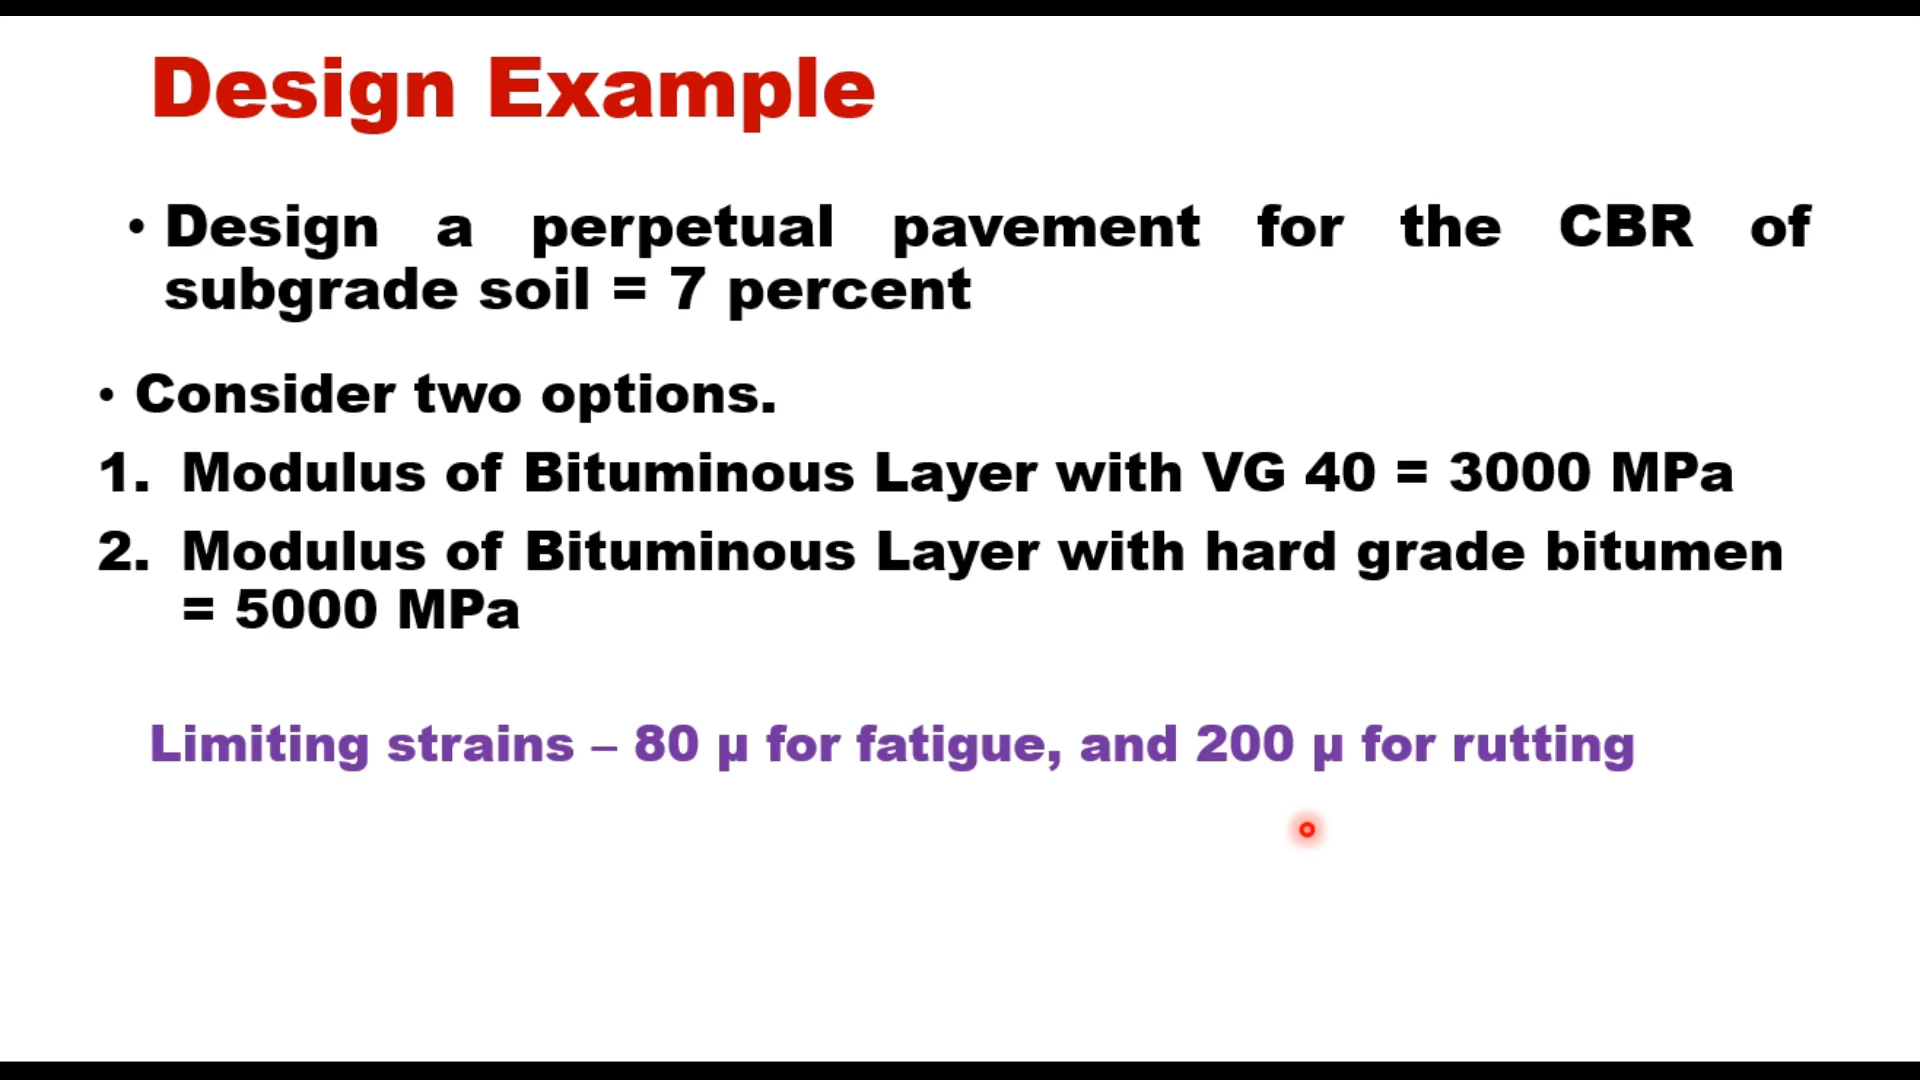 Design Example
• Design a perpetual pavement for the CBR of
subgrade soil = 7 percent
• Consider two options.
1. Modulus of Bituminous Layer with VG 40 = 3000 MPa
2. Modulus of Bituminous Layer with hard grade bitumen
= 5000 MPa
Limiting strains – 80 µ for fatigue, and 200 µ for rutting